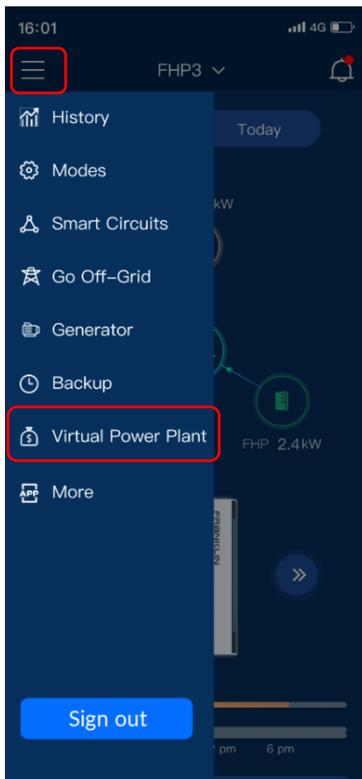 16:01
4G
FHP3
History
Today
Modes
kW
Smart Circuits
Go Off-Grid
Generator
Backup
Virtual Power Plant
FHP 2.4kW
More
FRANKLIN
Sign out
pm 6 pm